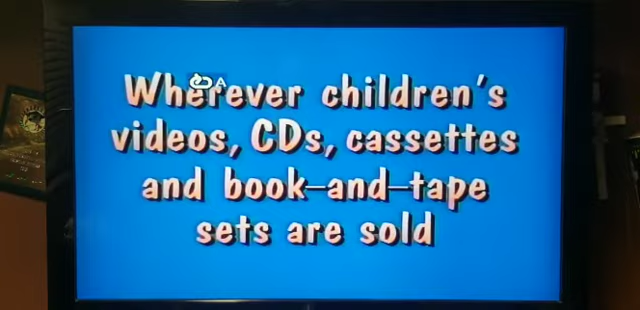 Wherever children's
videos, CDs, cassettes
and book-and-tape
sets are sold
A